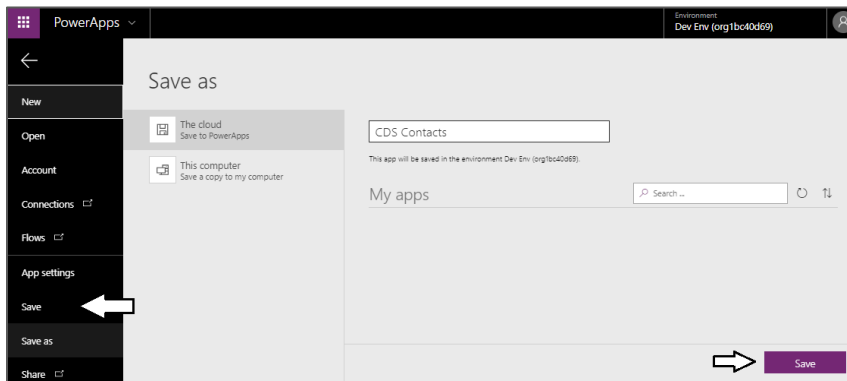 PowerApps
Environment
Dev Env (org1bc40d69)
New
Open
Account
Connections
Flows
App settings
Save
Save as
Share
Save as
The cloud
Save to PowerApps
This computer
Save a copy to my computer
CDS Contacts
This app will be saved in the environment Dev Env (org1bc40d69).
My apps
Search ...
Save